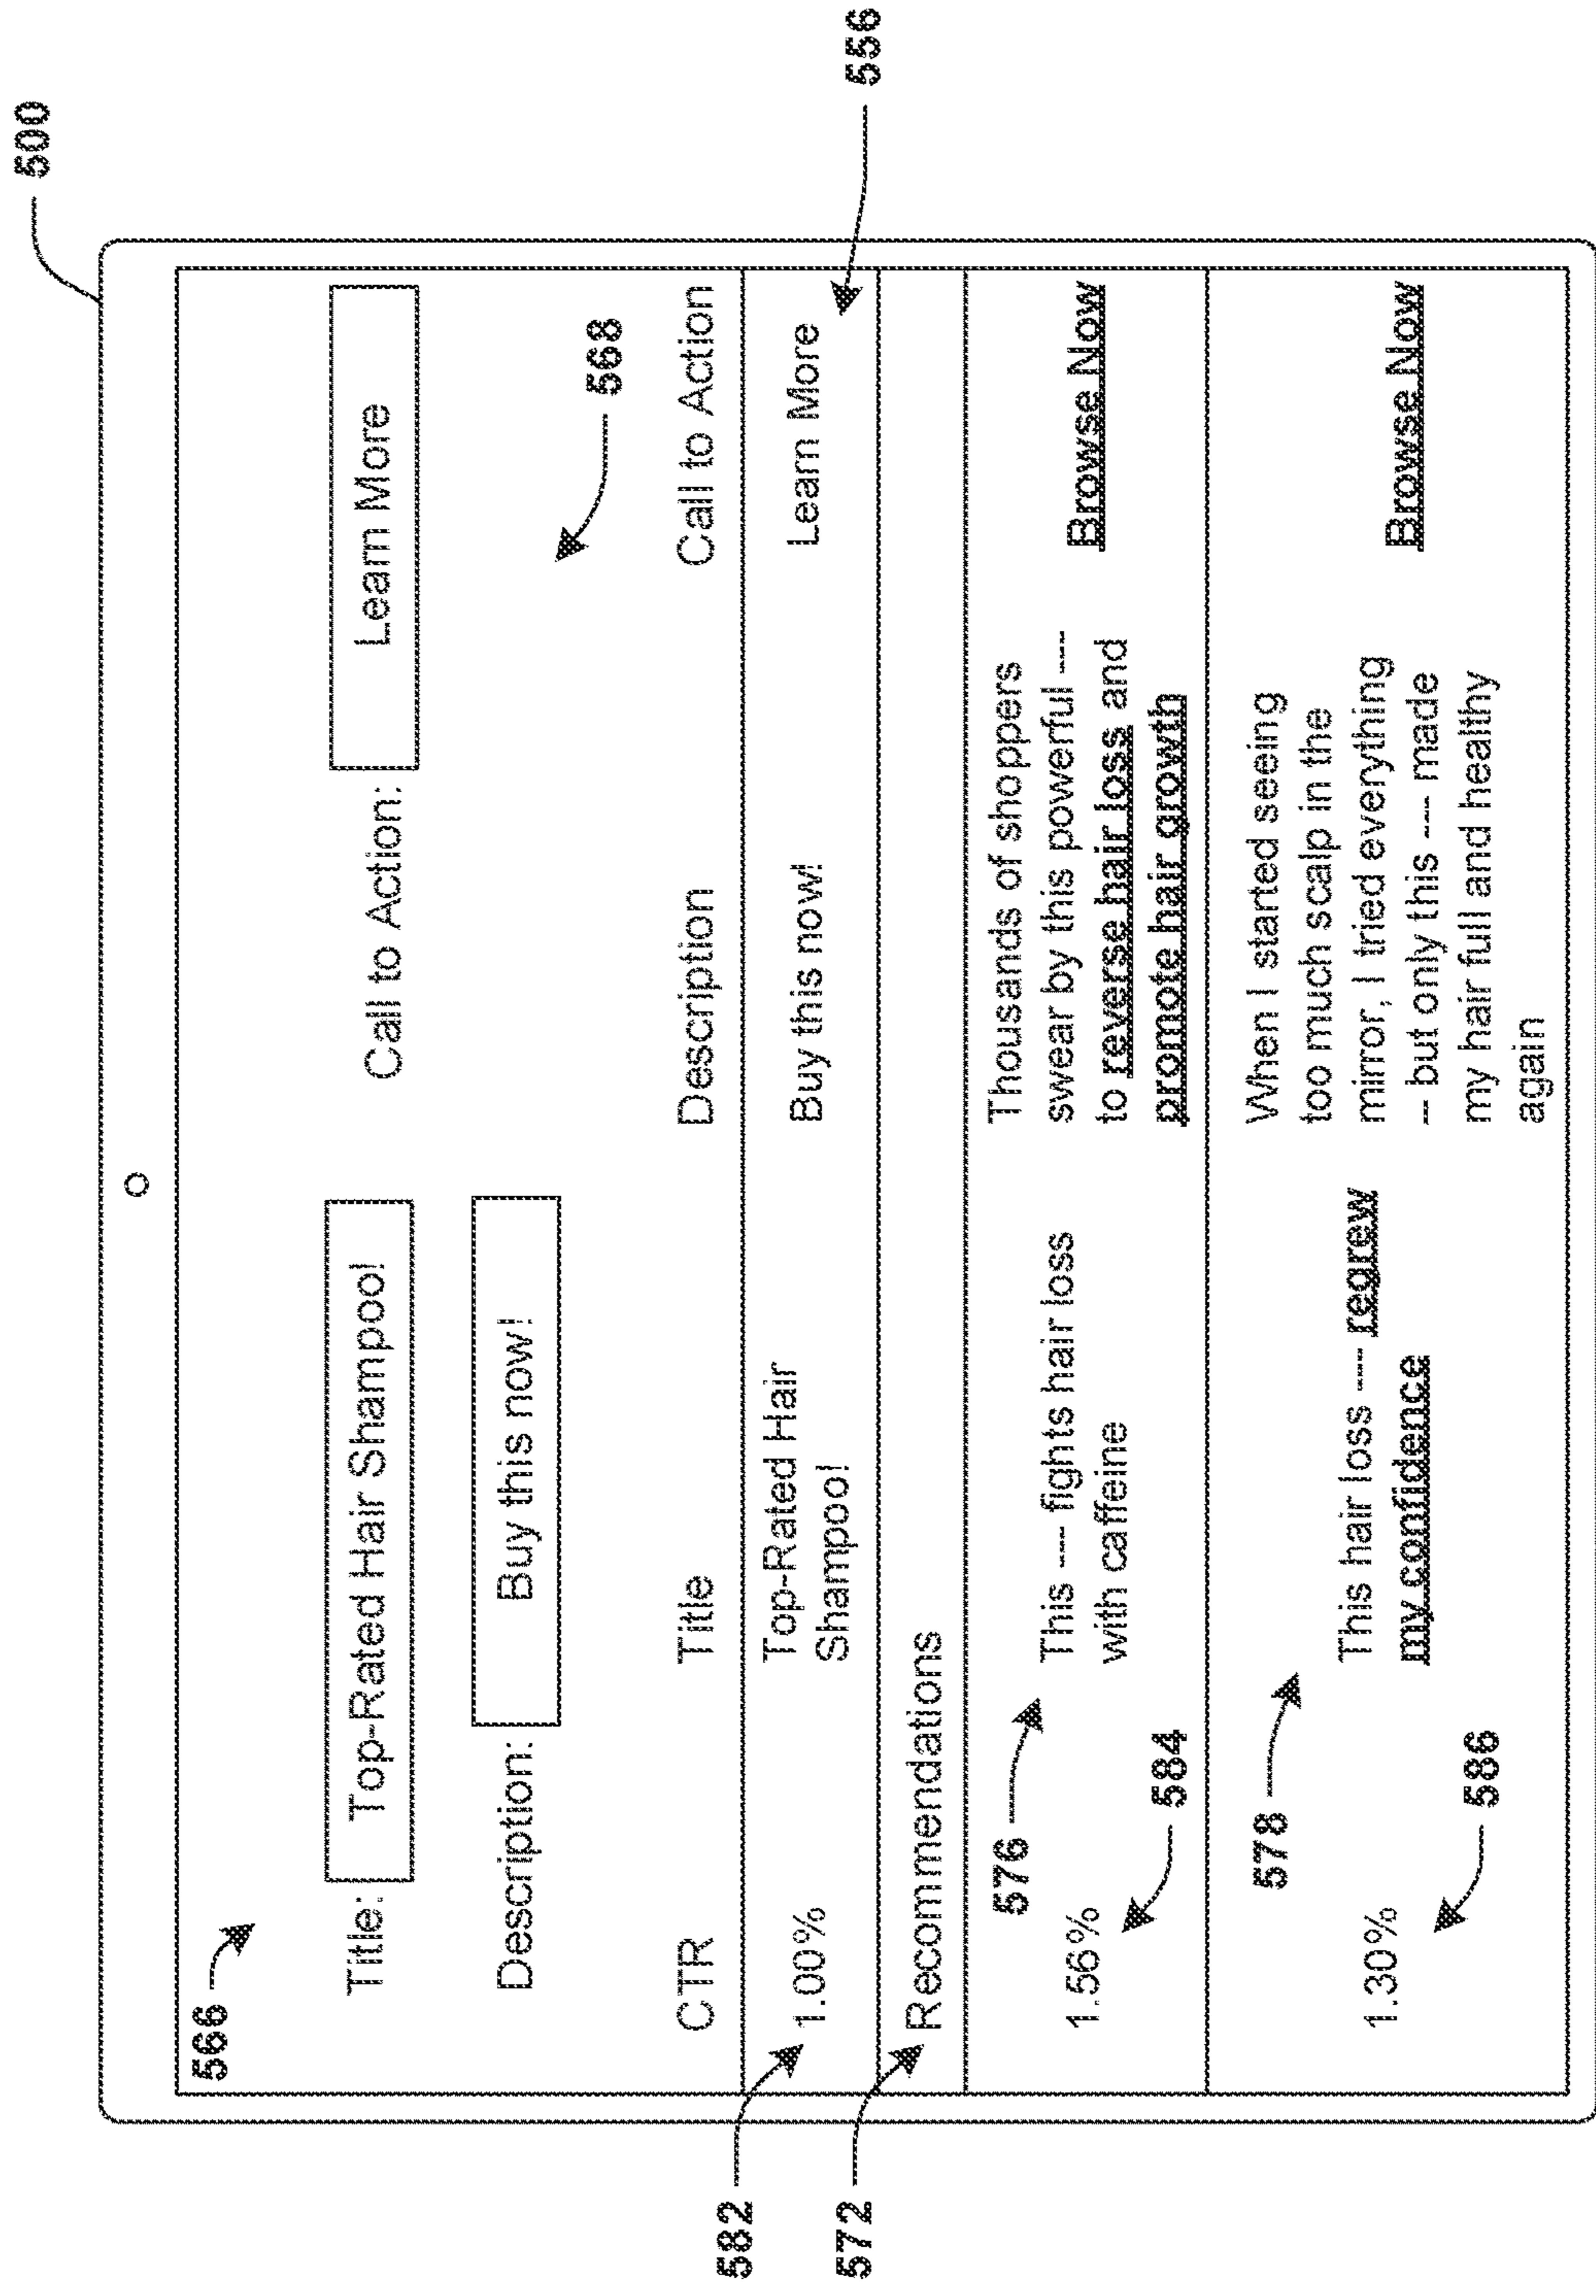 500
566
Title: Top-Rated Hair Shampoo!
Call to Action: Learn More
Description: Buy this now!
568
CTR Title Description Call to Action
582
1.00%
Top-Rated Hair
Shampoo!
Buy this now!
Learn More
556
572
Recommendations
576
1.56%
584
This --- fights hair loss
with caffeine
Thousands of shoppers
swear by this powerful ---
to reverse hair loss and
promote hair growth
Browse Now
578
1.30%
586
This hair loss --- regrew
my confidence
When I started seeing
too much scalp in the
mirror, I tried everything
-- but only this --- made
my hair full and healthy
again
Browse Now